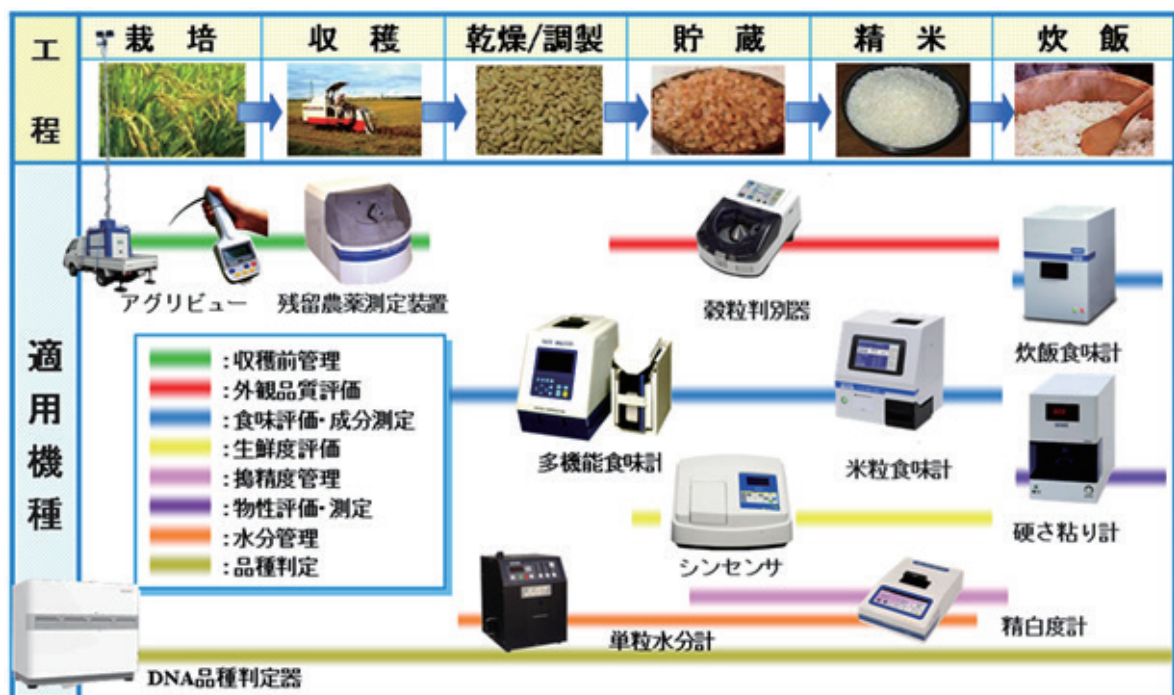 工程
栽培
収穫
乾燥/調製
貯蔵
精米
炊飯
適用機種
アグリビュー
残留農薬測定装置
穀粒判別器
炊飯食味計
:収穫前管理
:外観品質評価
:食味評価・成分測定
:生鮮度評価
:搗精度管理
:物性評価・測定
:水分管理
:品種判定
多機能食味計
米粒食味計
硬さ粘り計
シンセンサ
単粒水分計
精白度計
DNA品種判定器